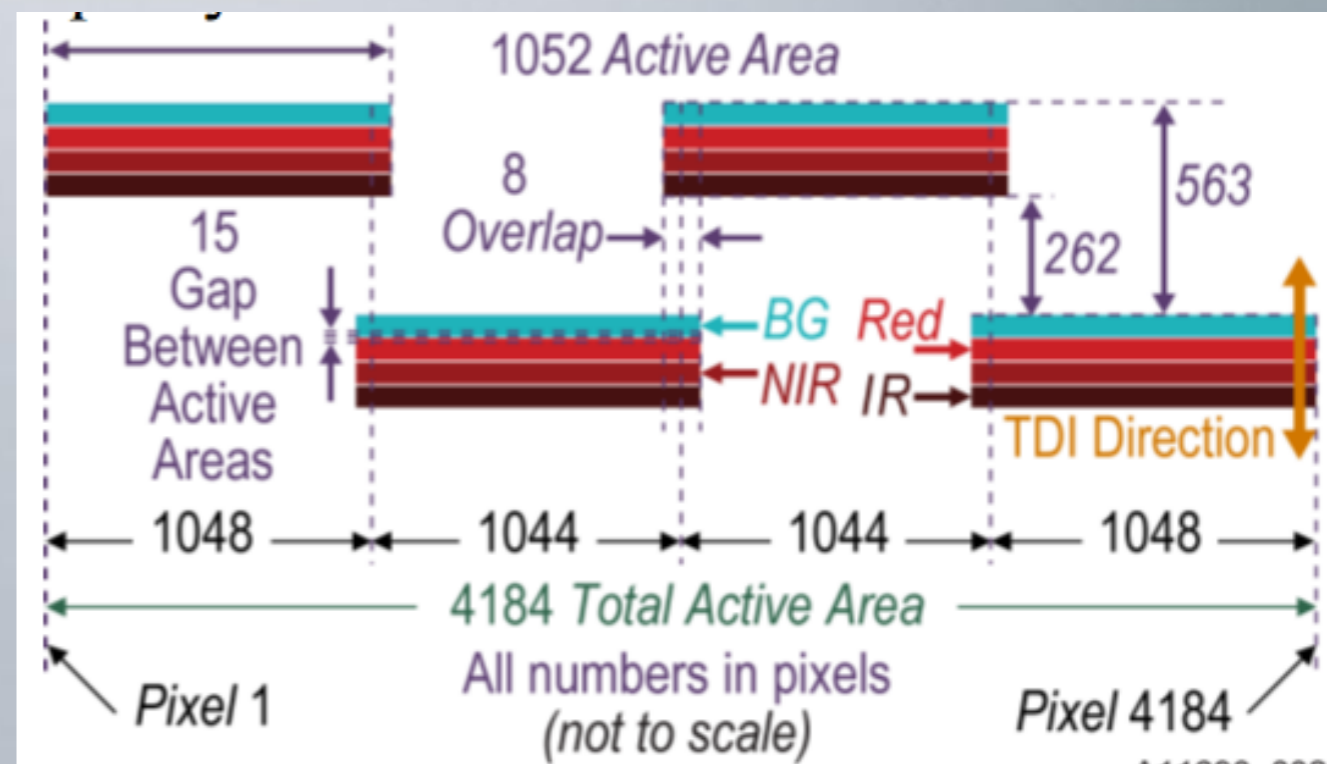 1052 Active Area
8
Overlap
563
262
15
Gap
Between
Active
Areas
BG
Red
NIR
IR
TDI Direction
1048
1044
1044
1048
4184 Total Active Area
Pixel 1
All numbers in pixels
(not to scale)
Pixel 4184